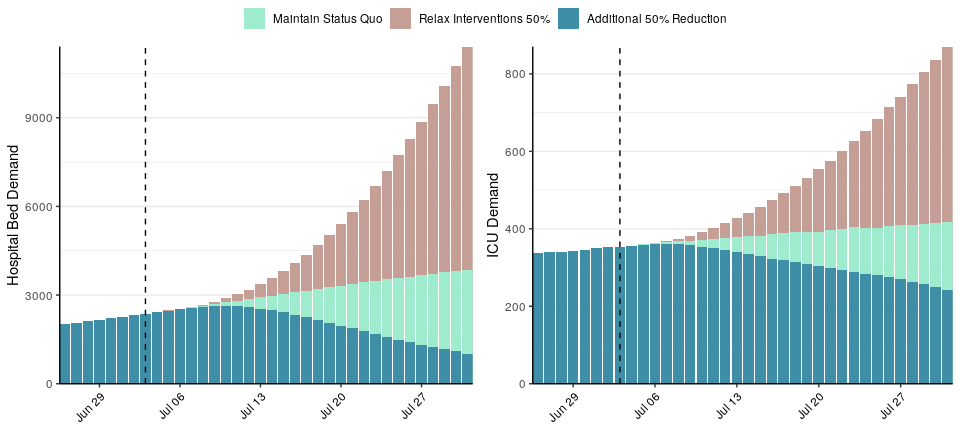 Maintain Status Quo Relax Interventions 50% Additional 50% Reduction
Hospital Bed Demand
9000
6000
3000
0
Jun 29 Jul 06 Jul 13 Jul 20 Jul 27
ICU Demand
800
600
400
200
0
Jun 29 Jul 06 Jul 13 Jul 20 Jul 27